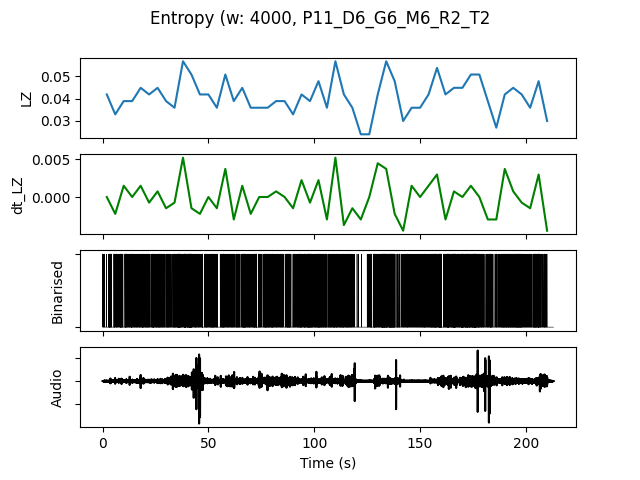 Entropy (w: 4000, P11_D6_G6_M6_R2_T2
LZ
0.05
0.04
0.03
dt_LZ
0.005
0.000
Binarised
Audio
0
50
100
150
200
Time (s)